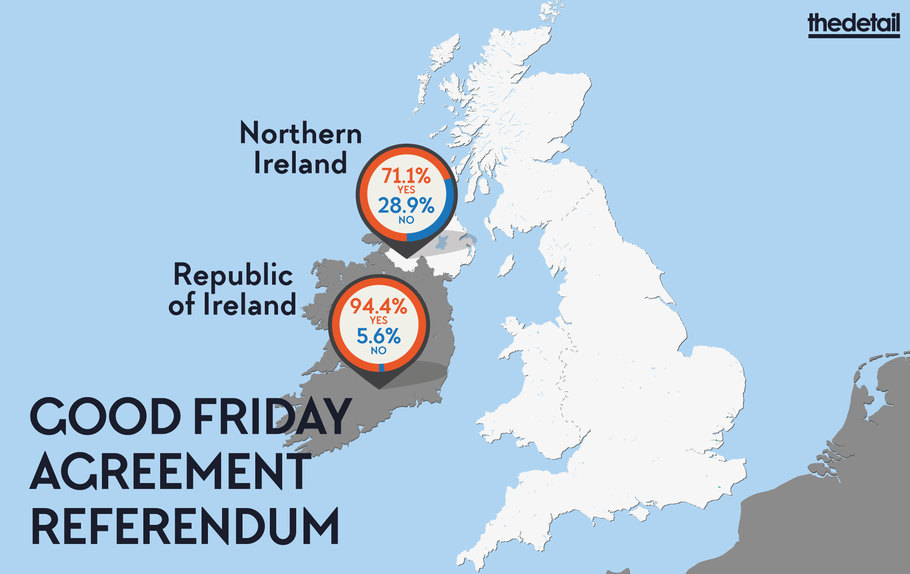 thedetail
Northern
Ireland
71.1%
YES
28.9%
NO
Republic
of Ireland
94.4%
YES
5.6%
NO
GOOD FRIDAY
AGREEMENT
REFERENDUM